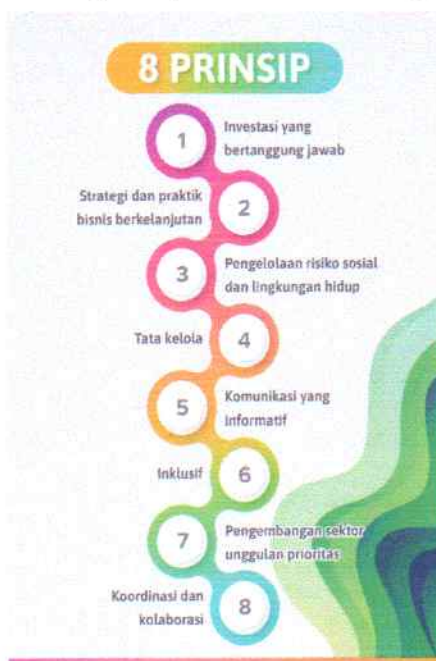 8 PRINSIP
1
Investasi yang
bertanggung jawab
Strategi dan praktik
bisnis berkelanjutan
2
3
Pengelolaan risiko sosial
dan lingkungan hidup
Tata kelola
4
5
Komunikasi yang
informatif
Inklusif
6
7
Pengembangan sektor
unggulan prioritas
Koordinasi dan
kolaborasi
8